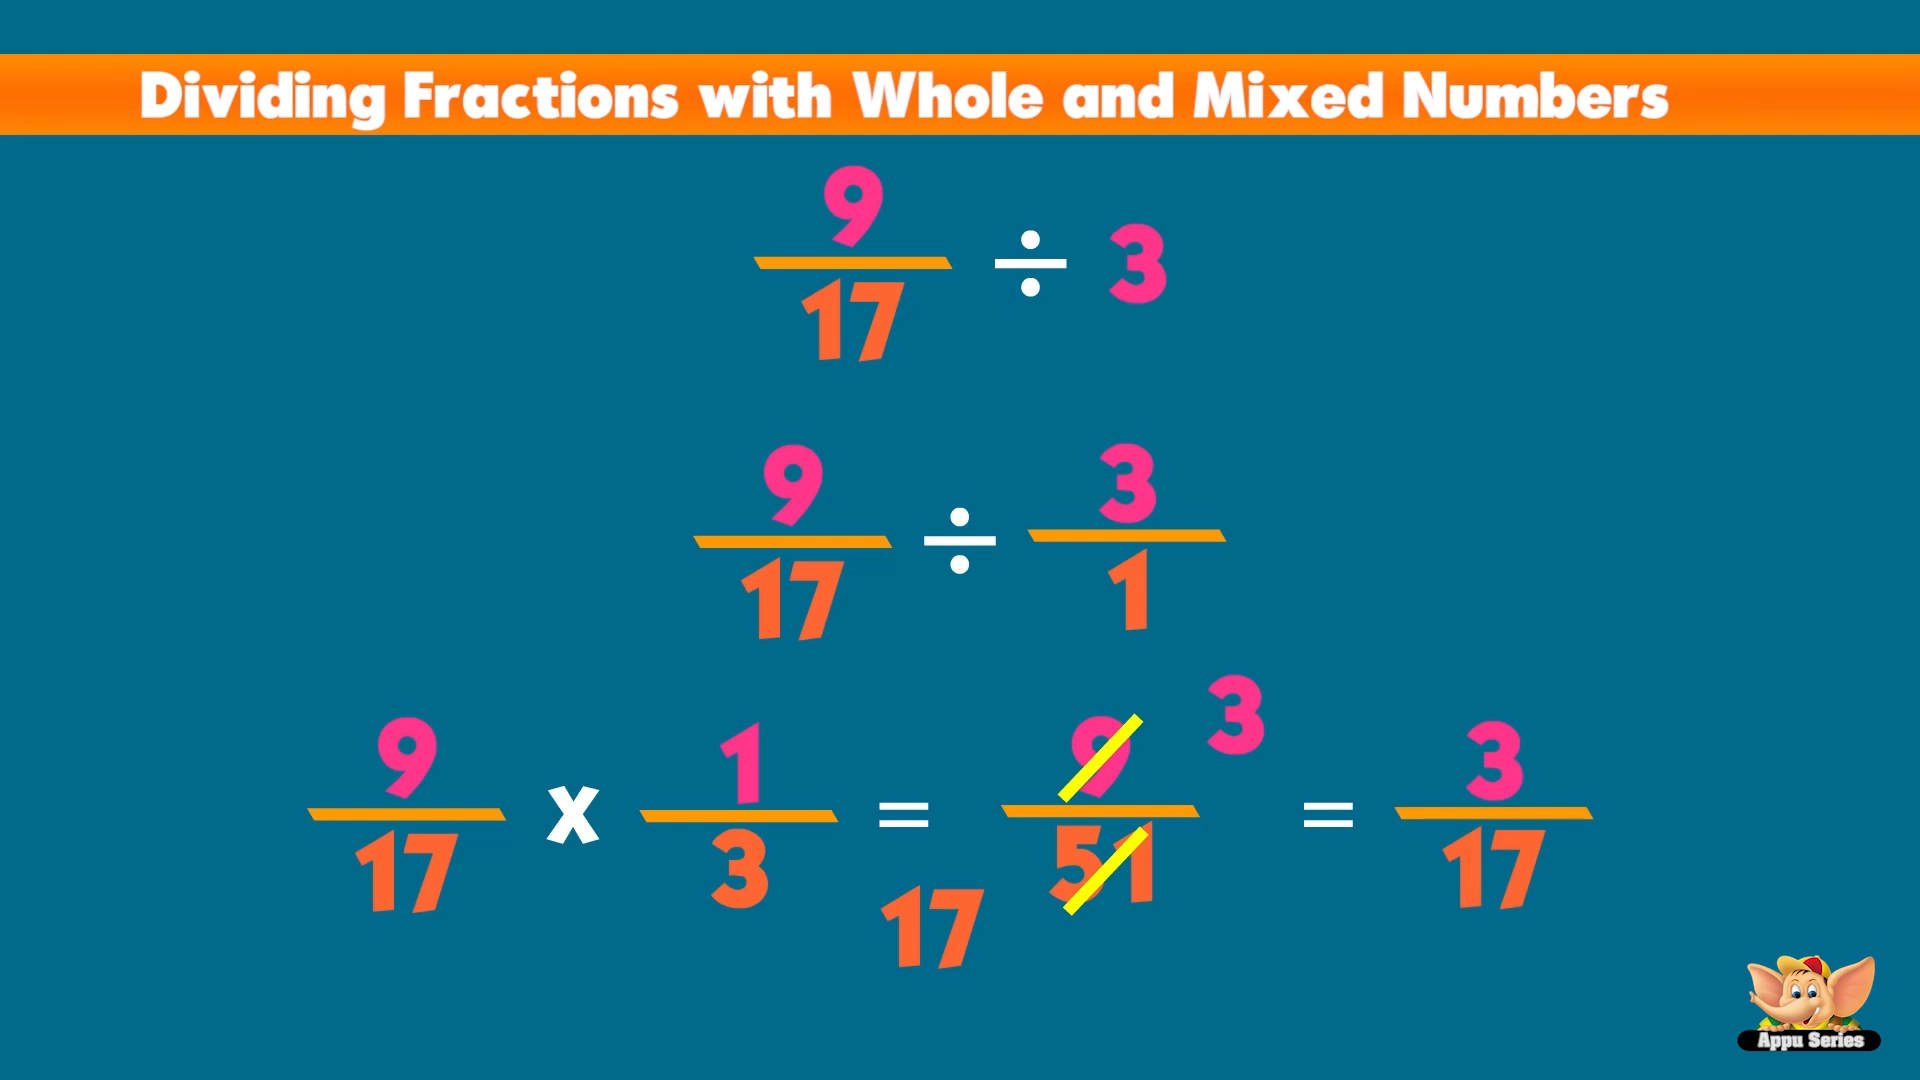 Dividing Fractions with Whole and Mixed Numbers
9/17 ÷ 3
9/17 ÷ 3/1
9/17 x 1/3 = 9/51 3 17 = 3/17
Appu Series